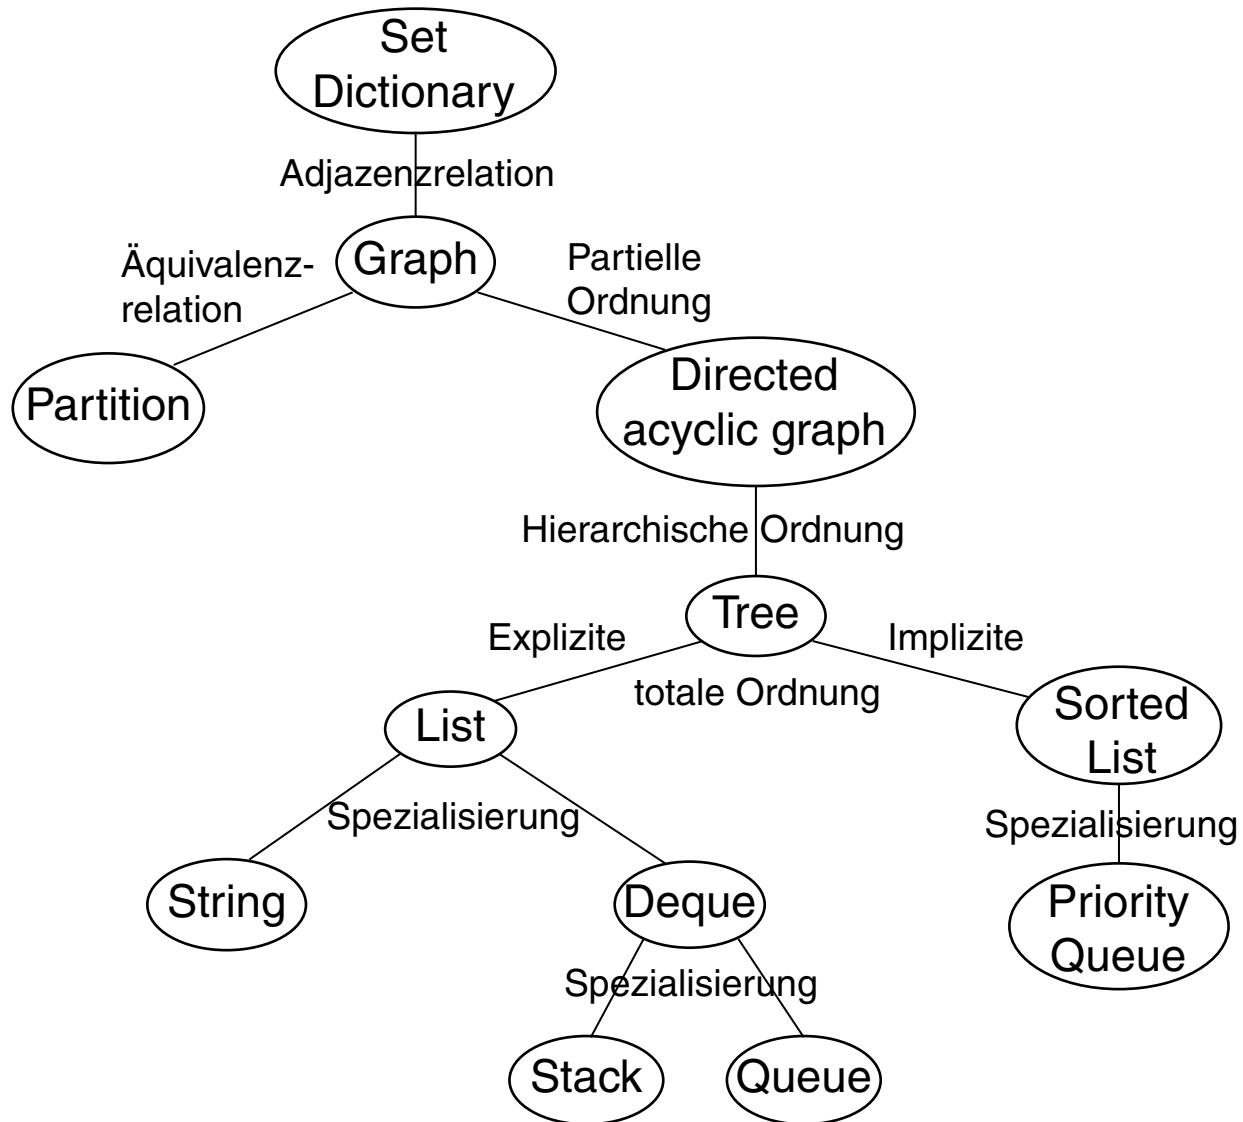 Set
Dictionary
Adjazenzrelation
Graph
Äquivalenz-
relation
Partielle
Ordnung
Partition
Directed
acyclic graph
Hierarchische Ordnung
Tree
Explizite
Implizite
totale Ordnung
List
Sorted
List
Spezialisierung
Spezialisierung
String
Deque
Priority
Queue
Spezialisierung
Stack
Queue